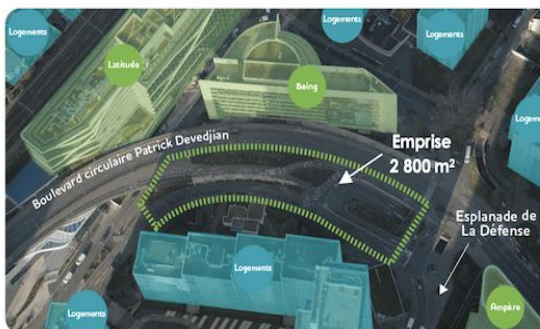 Logements
Logements
Logements
Latitude
Being
Logeme
Boulevard circulaire Patrick Devedjian
Emprise
2 800 m²
Esplanade de
La Défense
Logements
Ampère
Logements